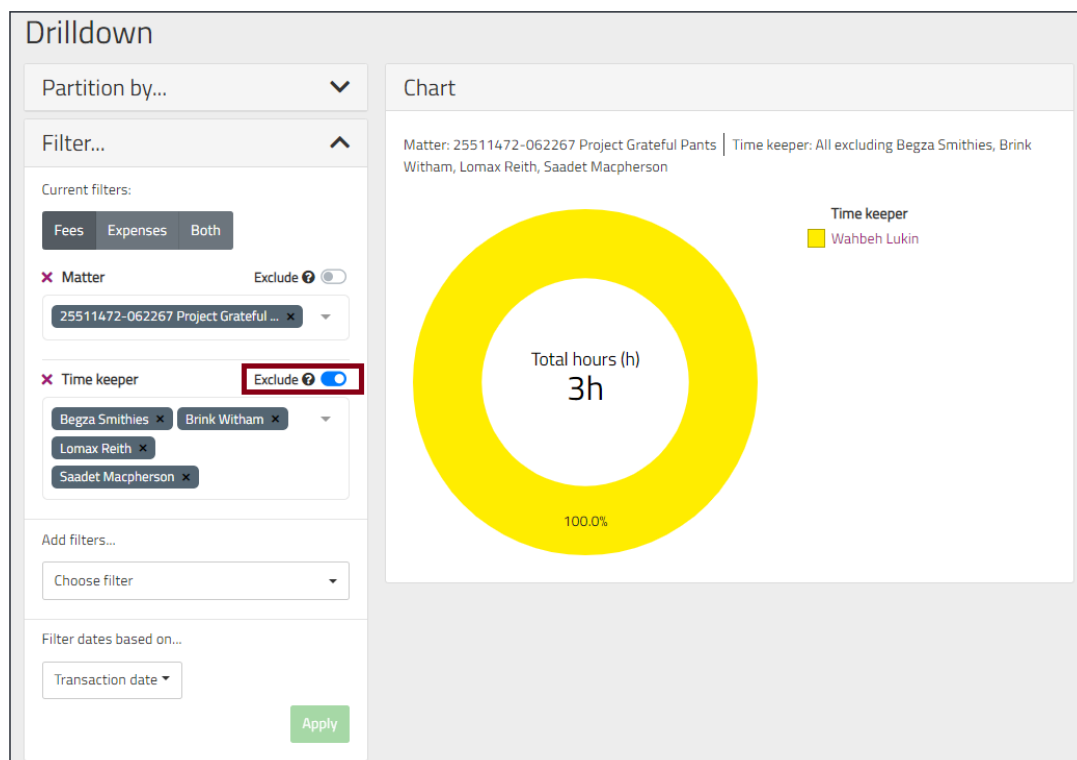 Drilldown
Partition by...
Filter...
Current filters:
Fees Expenses Both
Matter Exclude
25511472-062267 Project Grateful ...
Time keeper Exclude
Begza Smithies Brink Witham
Lomax Reith
Saadet Macpherson
Add filters...
Choose filter
Filter dates based on...
Transaction date
Apply
Chart
Matter: 25511472-062267 Project Grateful Pants | Time keeper: All excluding Begza Smithies, Brink
Witham, Lomax Reith, Saadet Macpherson
Total hours (h)
3h
100.0%
Time keeper
Wahbeh Lukin